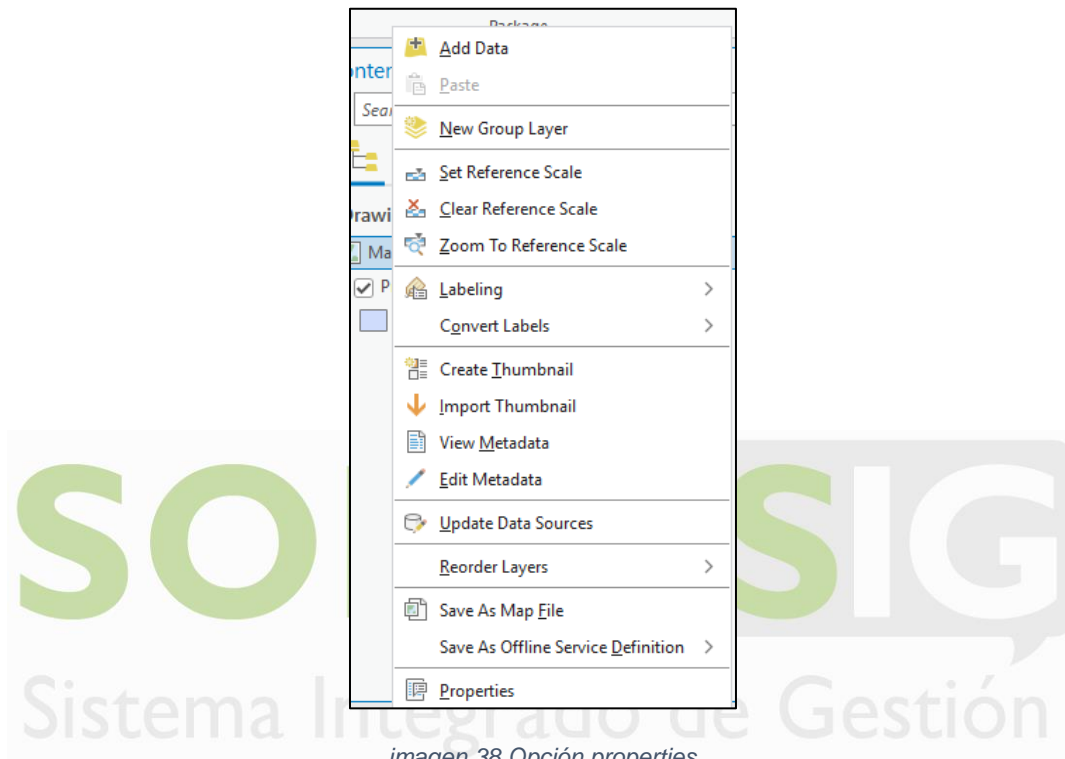 Package
Add Data
Paste
New Group Layer
Set Reference Scale
Clear Reference Scale
Zoom To Reference Scale
Labeling
Convert Labels
Create Thumbnail
Import Thumbnail
View Metadata
Edit Metadata
Update Data Sources
Reorder Layers
Save As Map File
Save As Offline Service Definition
Properties
SIG
Sistema Integrado de Gestión
imagen 38 Opción properties